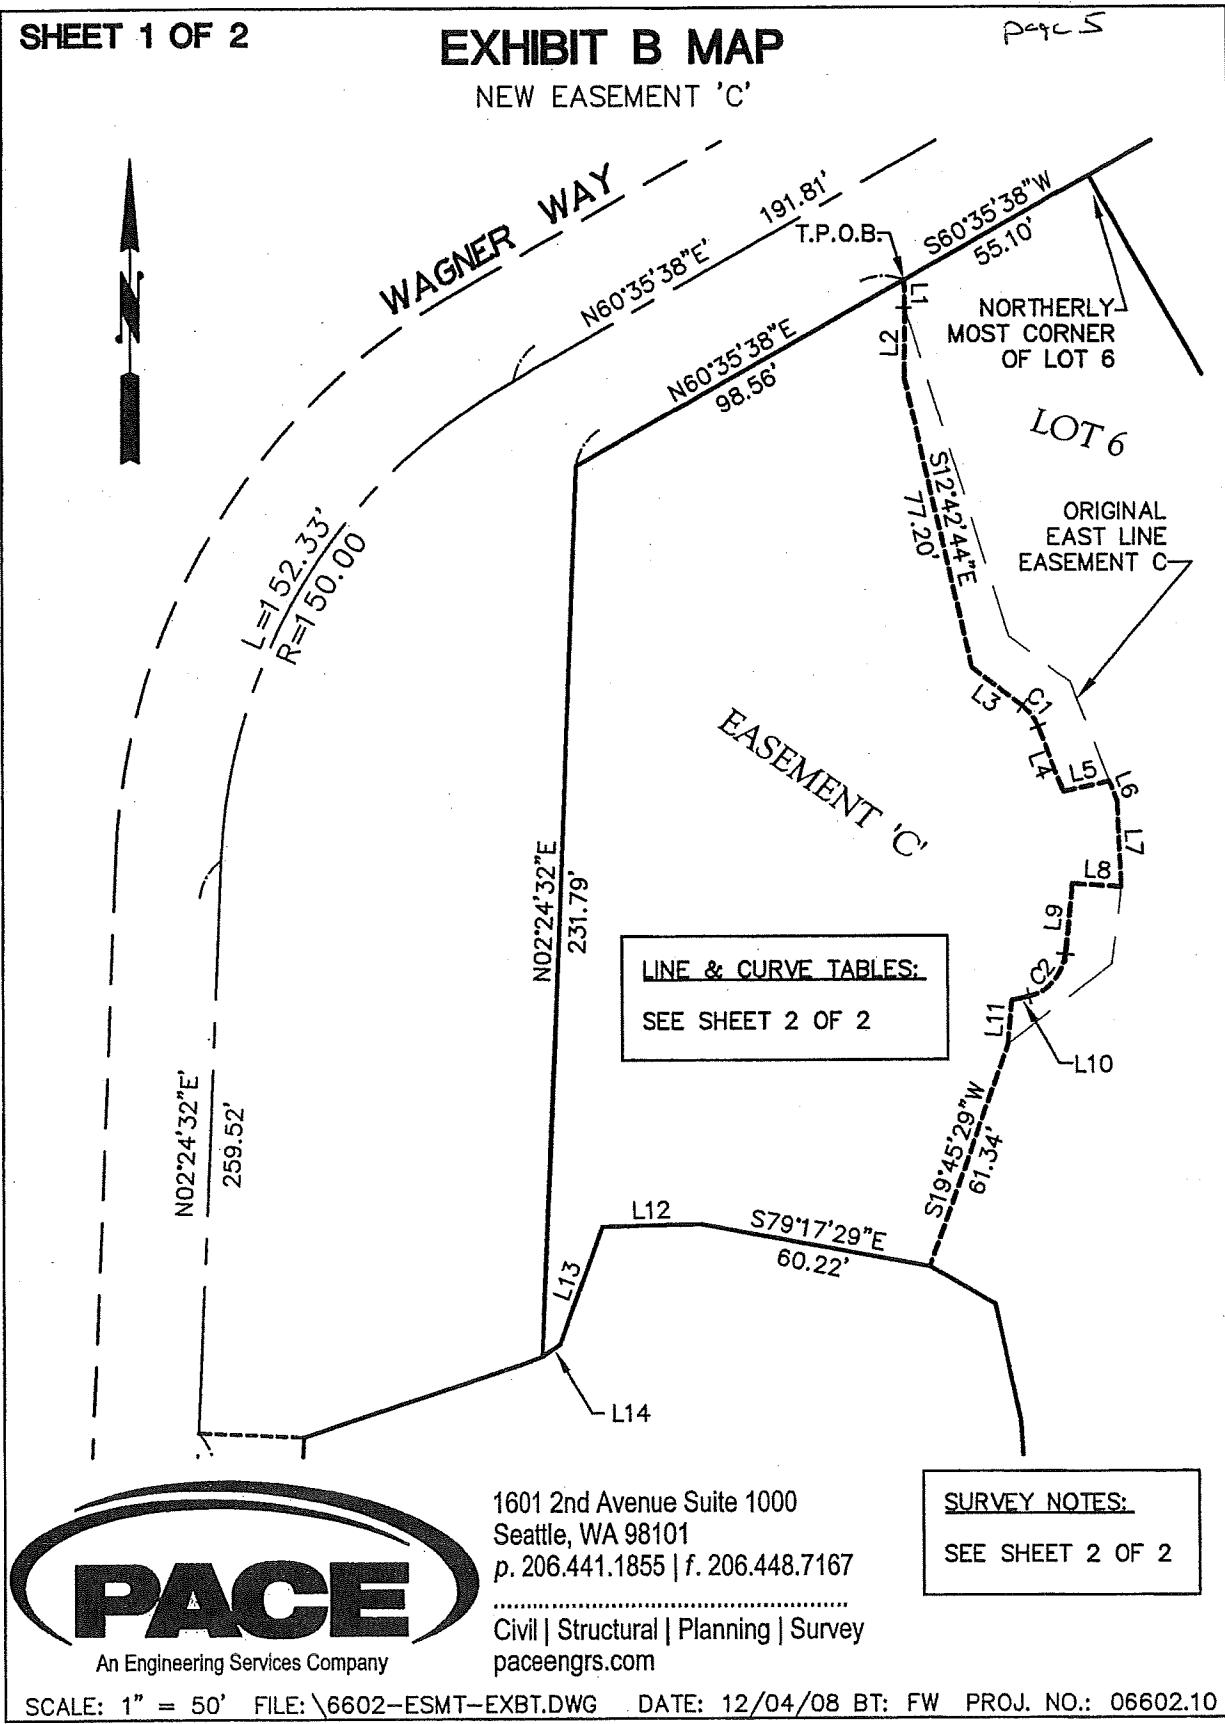 SHEET 1 OF 2
EXHIBIT B MAP
page 5
NEW EASEMENT 'C'
WAGNER WAY
191.81'
N60°35'38"E'
T.P.O.B.
S60°35'38"W
55.10'
L1
L2
NORTHERLY
MOST CORNER
OF LOT 6
N60°35'38"E
98.56'
LOT 6
S12°42'44"E
77.20'
ORIGINAL
EAST LINE
EASEMENT C
L=152.33'
R=150.00
L3
C1
L4
L5
L6
L7
EASEMENT 'C'
L8
L9
C2
N02°24'32"E
231.79'
LINE & CURVE TABLES:
SEE SHEET 2 OF 2
L11
L10
N02°24'32"E'
259.52'
S19°45'29"W
61.34'
L12
S79°17'29"E
60.22'
L13
L14
PACE
An Engineering Services Company
1601 2nd Avenue Suite 1000
Seattle, WA 98101
p. 206.441.1855 | f. 206.448.7167
Civil | Structural | Planning | Survey
paceengrs.com
SURVEY NOTES:
SEE SHEET 2 OF 2
SCALE: 1" = 50' FILE: \6602-ESMT-EXBT.DWG DATE: 12/04/08 BT: FW PROJ. NO.: 06602.10
N